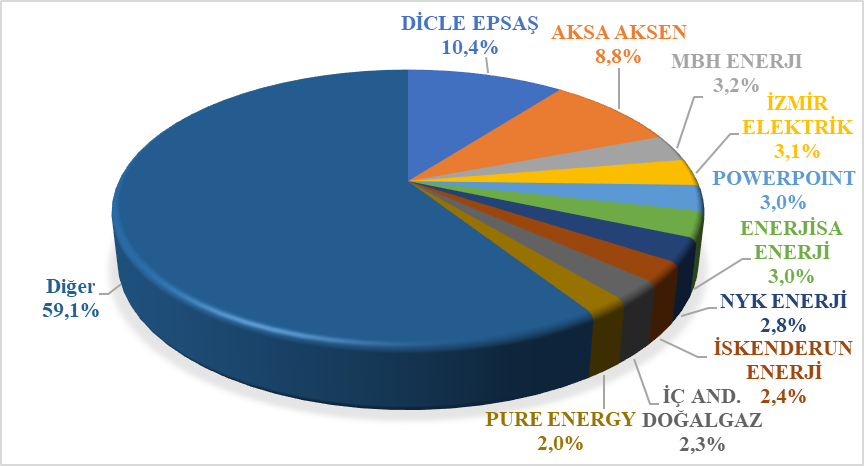 DİCLE EPSAŞ
10,4%
AKSA AKSEN
8,8%
MBH ENERJI
3,2%
İZMİR
ELEKTRİK
3,1%
POWERPOINT
3,0%
ENERJİSA
ENERJİ
3,0%
NYK ENERJİ
2,8%
İSKENDERUN
ENERJİ
2,4%
İÇ AND.
DOĞALGAZ
2,3%
PURE ENERGY
2,0%
Diğer
59,1%